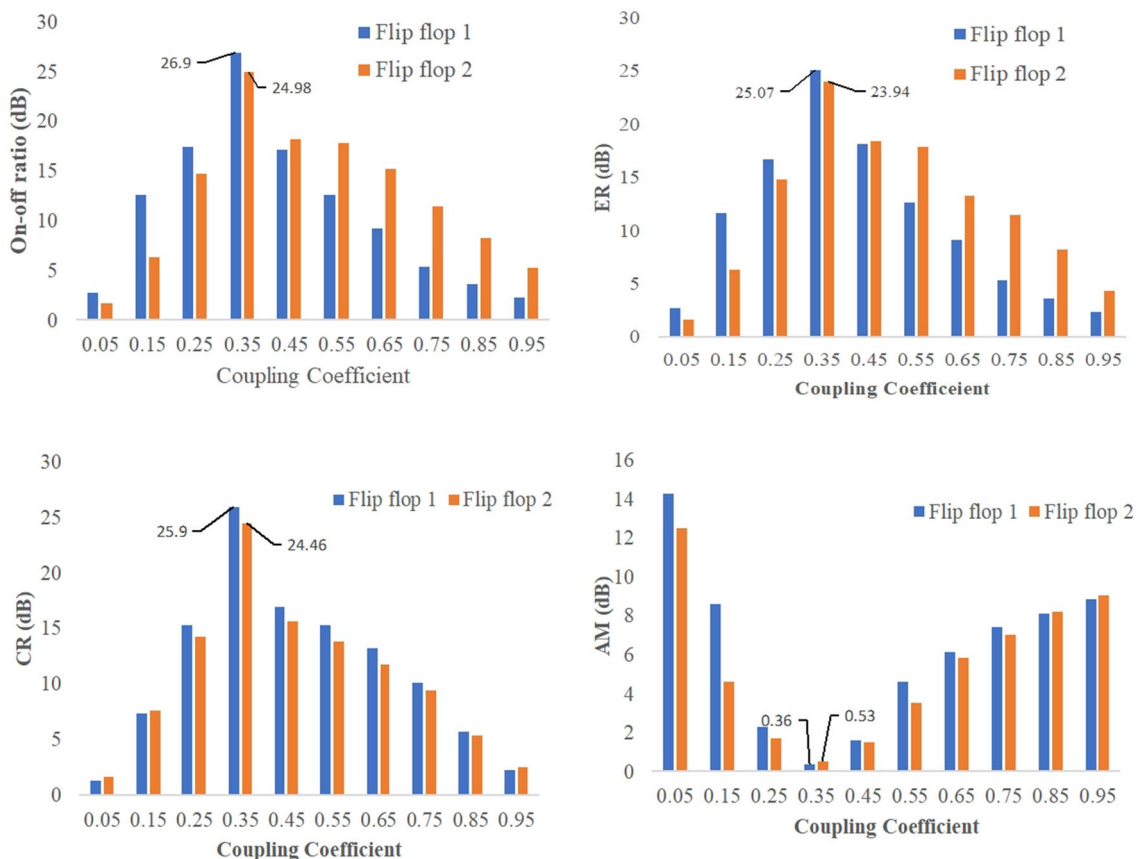 30
25
20
15
10
5
0
On-off ratio (dB)
Flip flop 1
Flip flop 2
26.9
24.98
0.05 0.15 0.25 0.35 0.45 0.55 0.65 0.75 0.85 0.95
Coupling Coefficient
30
25
20
15
10
5
0
ER (dB)
Flip flop 1
Flip flop 2
25.07
23.94
0.05 0.15 0.25 0.35 0.45 0.55 0.65 0.75 0.85 0.95
Coupling Coefficeient
30
25
20
15
10
5
0
CR (dB)
Flip flop 1 Flip flop 2
25.9
24.46
0.05 0.15 0.25 0.35 0.45 0.55 0.65 0.75 0.85 0.95
Coupling Coefficient
16
14
12
10
8
6
4
2
0
AM (dB)
Flip flop 1 Flip flop 2
0.36
0.53
0.05 0.15 0.25 0.35 0.45 0.55 0.65 0.75 0.85 0.95
Coupling Coefficient